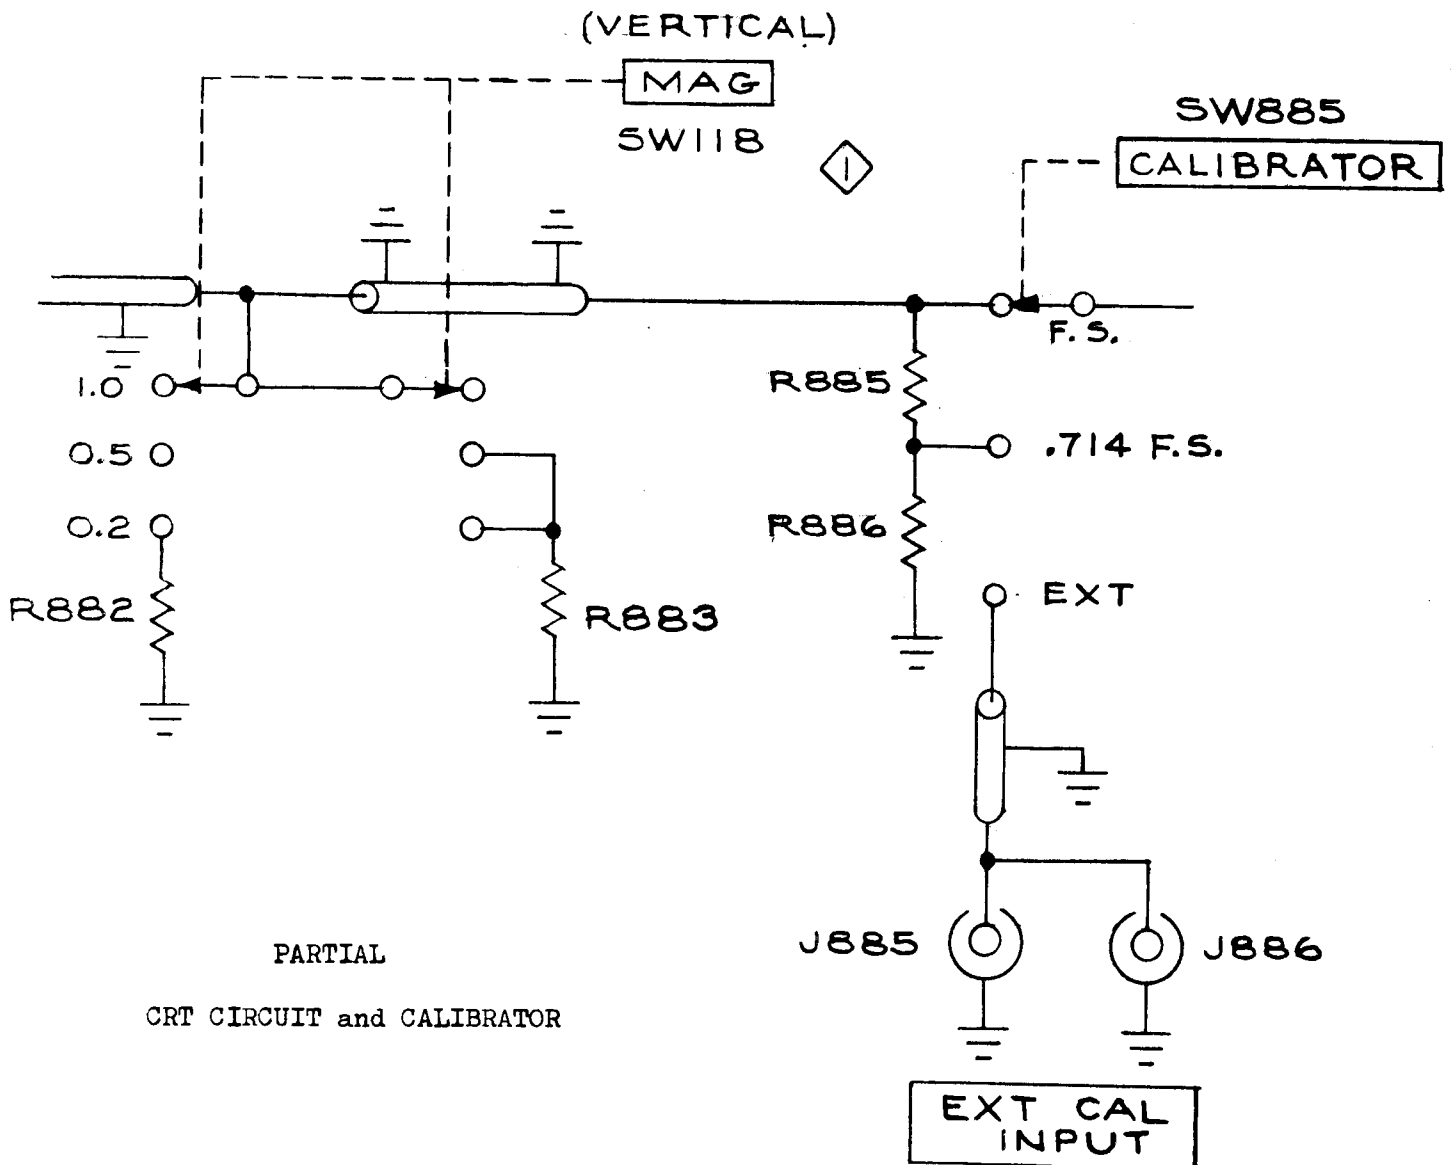 (VERTICAL)
MAG
SW118
1
SW885
CALIBRATOR
F.S.
1.0
R885
0.5
.714 F.S.
0.2
R886
R882
R883
EXT
J885
J886
PARTIAL
CRT CIRCUIT and CALIBRATOR
EXT CAL
INPUT